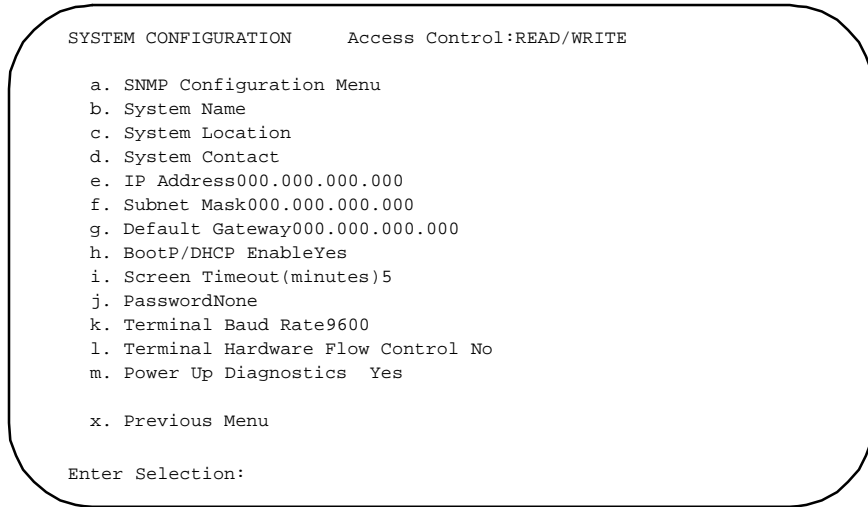 SYSTEM CONFIGURATION Access Control:READ/WRITE
a. SNMP Configuration Menu
b. System Name
c. System Location
d. System Contact
e. IP Address000.000.000.000
f. Subnet Mask000.000.000.000
g. Default Gateway000.000.000.000
h. BootP/DHCP EnableYes
i. Screen Timeout(minutes)5
j. PasswordNone
k. Terminal Baud Rate9600
l. Terminal Hardware Flow Control No
m. Power Up Diagnostics Yes
x. Previous Menu
Enter Selection: